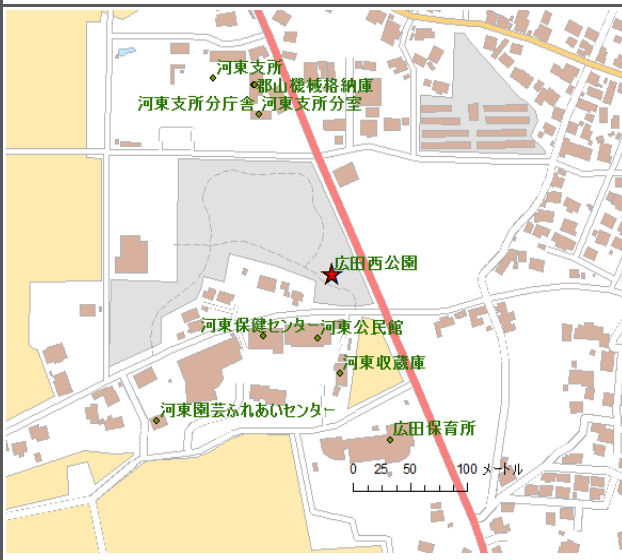 河東支所
郡山機械格納庫
河東支所分庁舎
河東支所分室
広田西公園
河東保健センター
河東公民館
河東収蔵庫
河東園芸ふれあいセンター
広田保育所
0 25 50 100 メートル